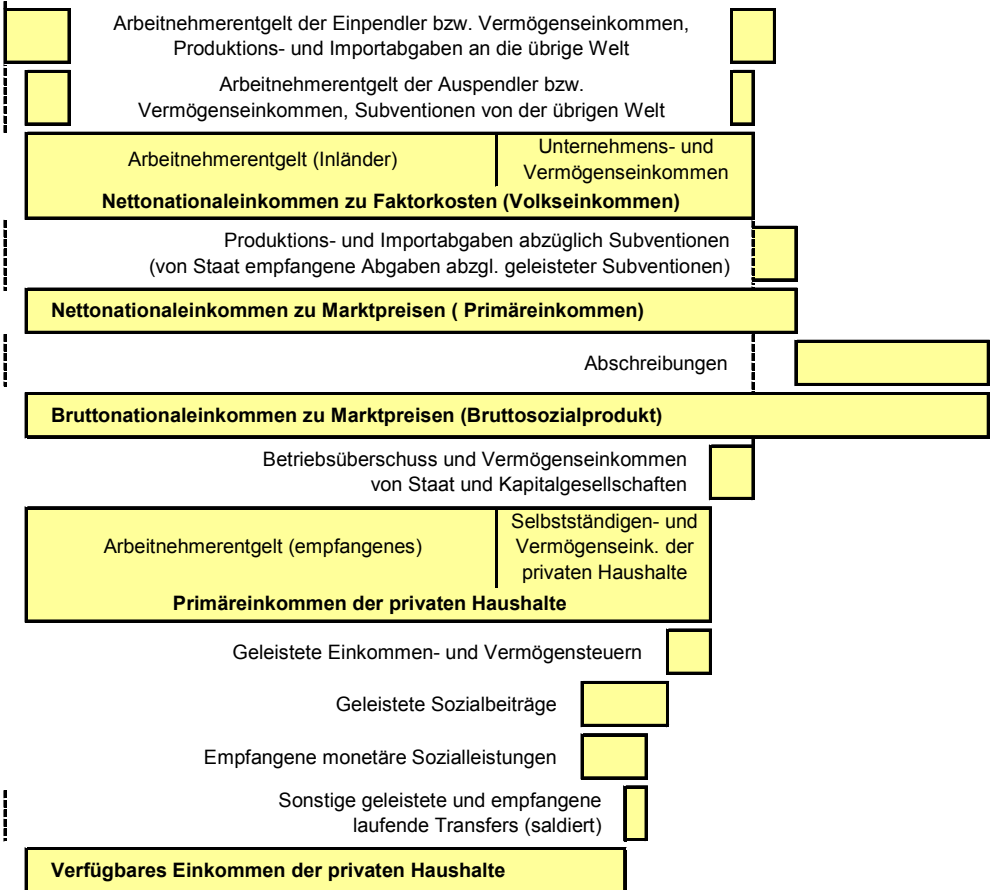 Arbeitnehmerentgelt der Einpendler bzw. Vermögenseinkommen,
Produktions- und Importabgaben an die übrige Welt
Arbeitnehmerentgelt der Auspendler bzw.
Vermögenseinkommen, Subventionen von der übrigen Welt
Arbeitnehmerentgelt (Inländer)
Unternehmens- und
Vermögenseinkommen
Nettonationaleinkommen zu Faktorkosten (Volkseinkommen)
Produktions- und Importabgaben abzüglich Subventionen
(von Staat empfangene Abgaben abzgl. geleisteter Subventionen)
Nettonationaleinkommen zu Marktpreisen ( Primäreinkommen)
Abschreibungen
Bruttonationaleinkommen zu Marktpreisen (Bruttosozialprodukt)
Betriebsüberschuss und Vermögenseinkommen
von Staat und Kapitalgesellschaften
Arbeitnehmerentgelt (empfangenes)
Selbstständigen- und
Vermögenseink. der
privaten Haushalte
Primäreinkommen der privaten Haushalte
Geleistete Einkommen- und Vermögensteuern
Geleistete Sozialbeiträge
Empfangene monetäre Sozialleistungen
Sonstige geleistete und empfangene
laufende Transfers (saldiert)
Verfügbares Einkommen der privaten Haushalte